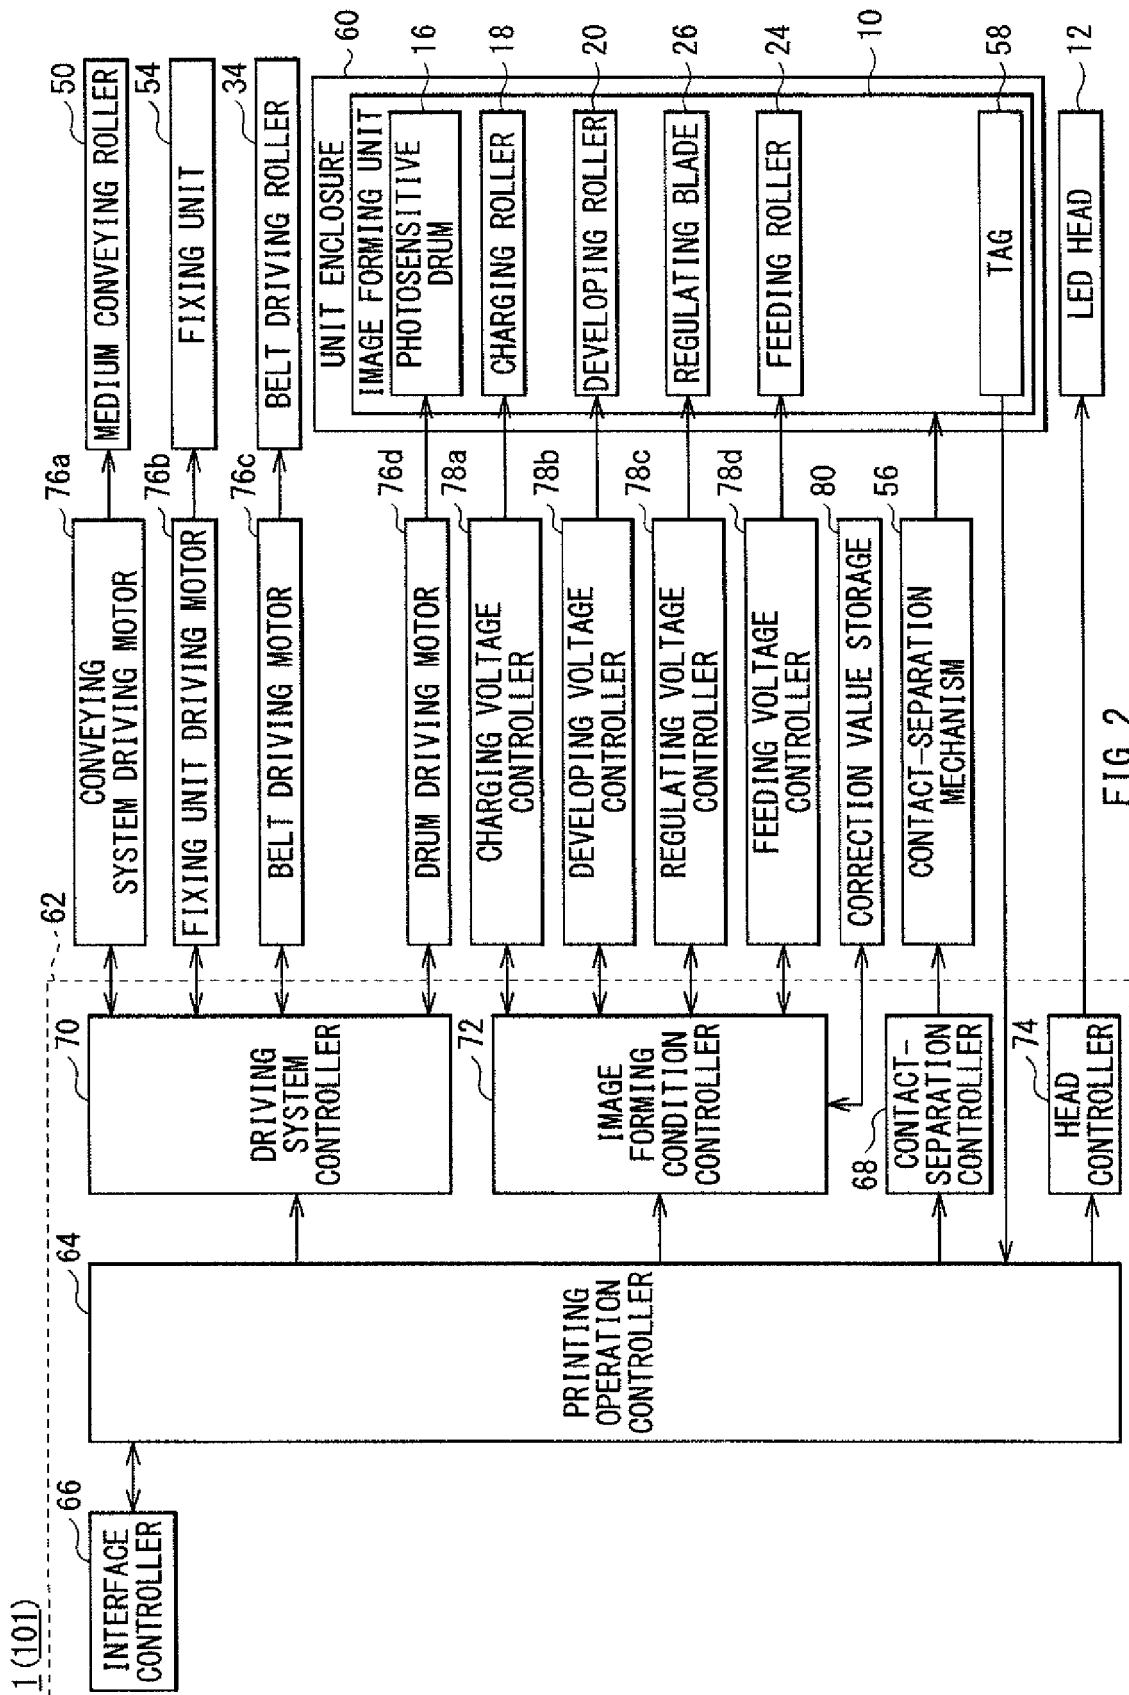 1(101)
66
INTERFACE
CONTROLLER
64
PRINTING
OPERATION
CONTROLLER
62
70
DRIVING
SYSTEM
CONTROLLER
72
IMAGE
FORMING
CONDITION
CONTROLLER
68
CONTACT-
SEPARATION
CONTROLLER
74
HEAD
CONTROLLER
76a
CONVEYING
SYSTEM DRIVING MOTOR
76b
FIXING UNIT DRIVING MOTOR
76c
BELT DRIVING MOTOR
76d
DRUM DRIVING MOTOR
78a
CHARGING VOLTAGE
CONTROLLER
78b
DEVELOPING VOLTAGE
CONTROLLER
78c
REGULATING VOLTAGE
CONTROLLER
78d
FEEDING VOLTAGE
CONTROLLER
80
CORRECTION VALUE STORAGE
56
CONTACT-SEPARATION
MECHANISM
50
MEDIUM CONVEYING ROLLER
54
FIXING UNIT
34
BELT DRIVING ROLLER
60
UNIT ENCLOSURE
IMAGE FORMING UNIT
16
PHOTOSENSITIVE
DRUM
18
CHARGING ROLLER
20
DEVELOPING ROLLER
26
REGULATING BLADE
24
FEEDING ROLLER
10
58
TAG
12
LED HEAD
FIG 2